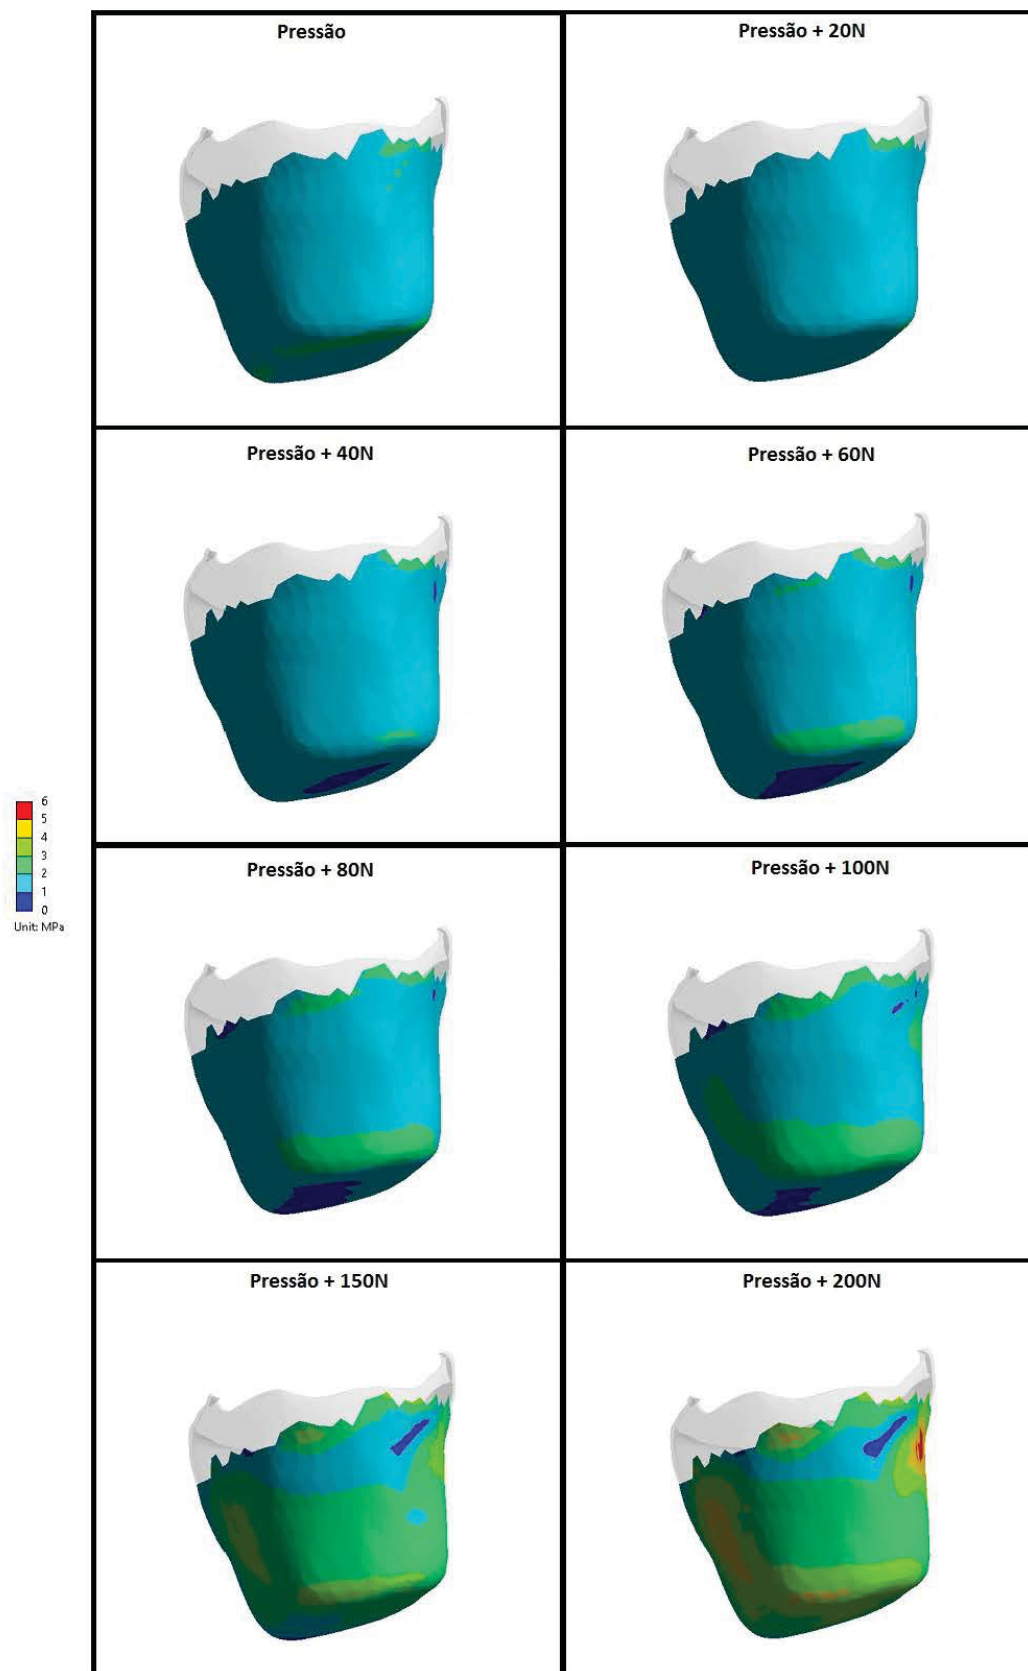 Pressão
Pressão + 20N
Pressão + 40N
Pressão + 60N
Pressão + 80N
Pressão + 100N
Pressão + 150N
Pressão + 200N
6
5
4
3
2
1
0
Unit: MPa